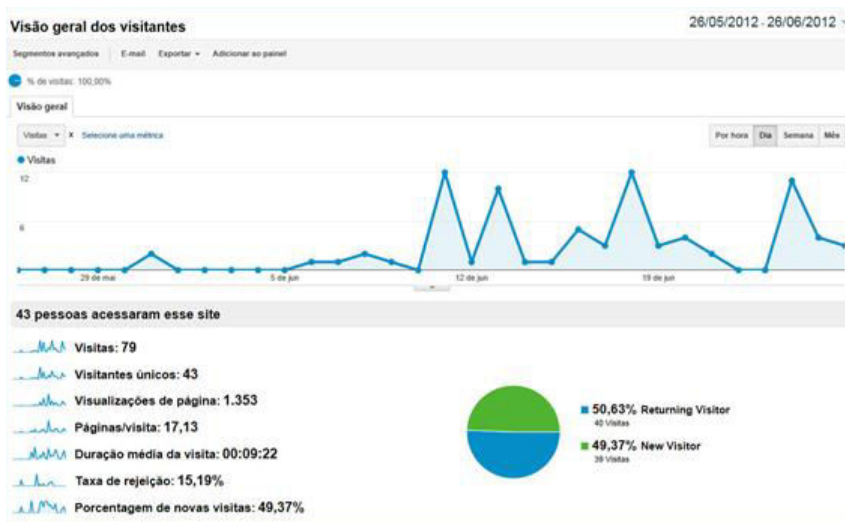 Visão geral dos visitantes
26/05/2012 - 26/06/2012
Segmentos avançados E-mail Exportar Adicionar ao painel
% de visitas: 100,00%
Visão geral
Visitas x Selecione uma métrica
Por hora Dia Semana Mês
Visitas
12
6
29 de mai 5 de jun 12 de jun 19 de jun
43 pessoas acessaram esse site
Visitas: 79
Visitantes únicos: 43
Visualizações de página: 1.353
Páginas/visita: 17,13
Duração média da visita: 00:09:22
Taxa de rejeição: 15,19%
Porcentagem de novas visitas: 49,37%
50,63% Returning Visitor
40 Visitas
49,37% New Visitor
39 Visitas